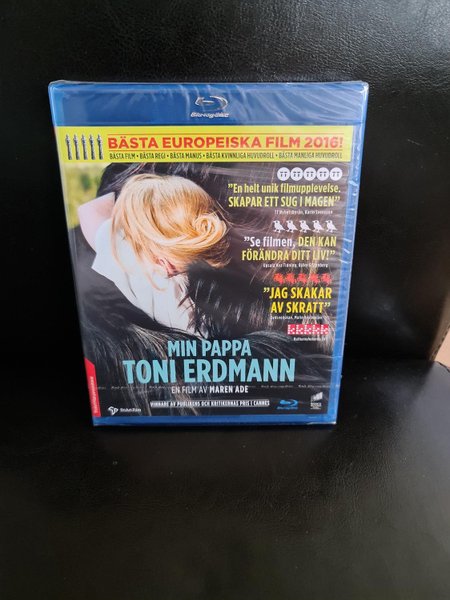 Blu-ray Disc
BÄSTA EUROPEISKA FILM 2016!
BÄSTA FILM • BÄSTA REGI • BÄSTA MANUS • BÄSTA KVINNLIGA HUVUDROLL • BÄSTA MANLIGA HUVUDROLL
”En helt unik filmupplevelse.
SKAPAR ETT SUG I MAGEN”
”Se filmen, DEN KAN
FÖRÄNDRA DITT LIV!”
”JAG SKAKAR
AV SKRATT”
MIN PAPPA
TONI ERDMANN
EN FILM AV MAREN ADE
VINNARE AV PUBLIKENS OCH KRITIKERNAS PRIS I CANNES